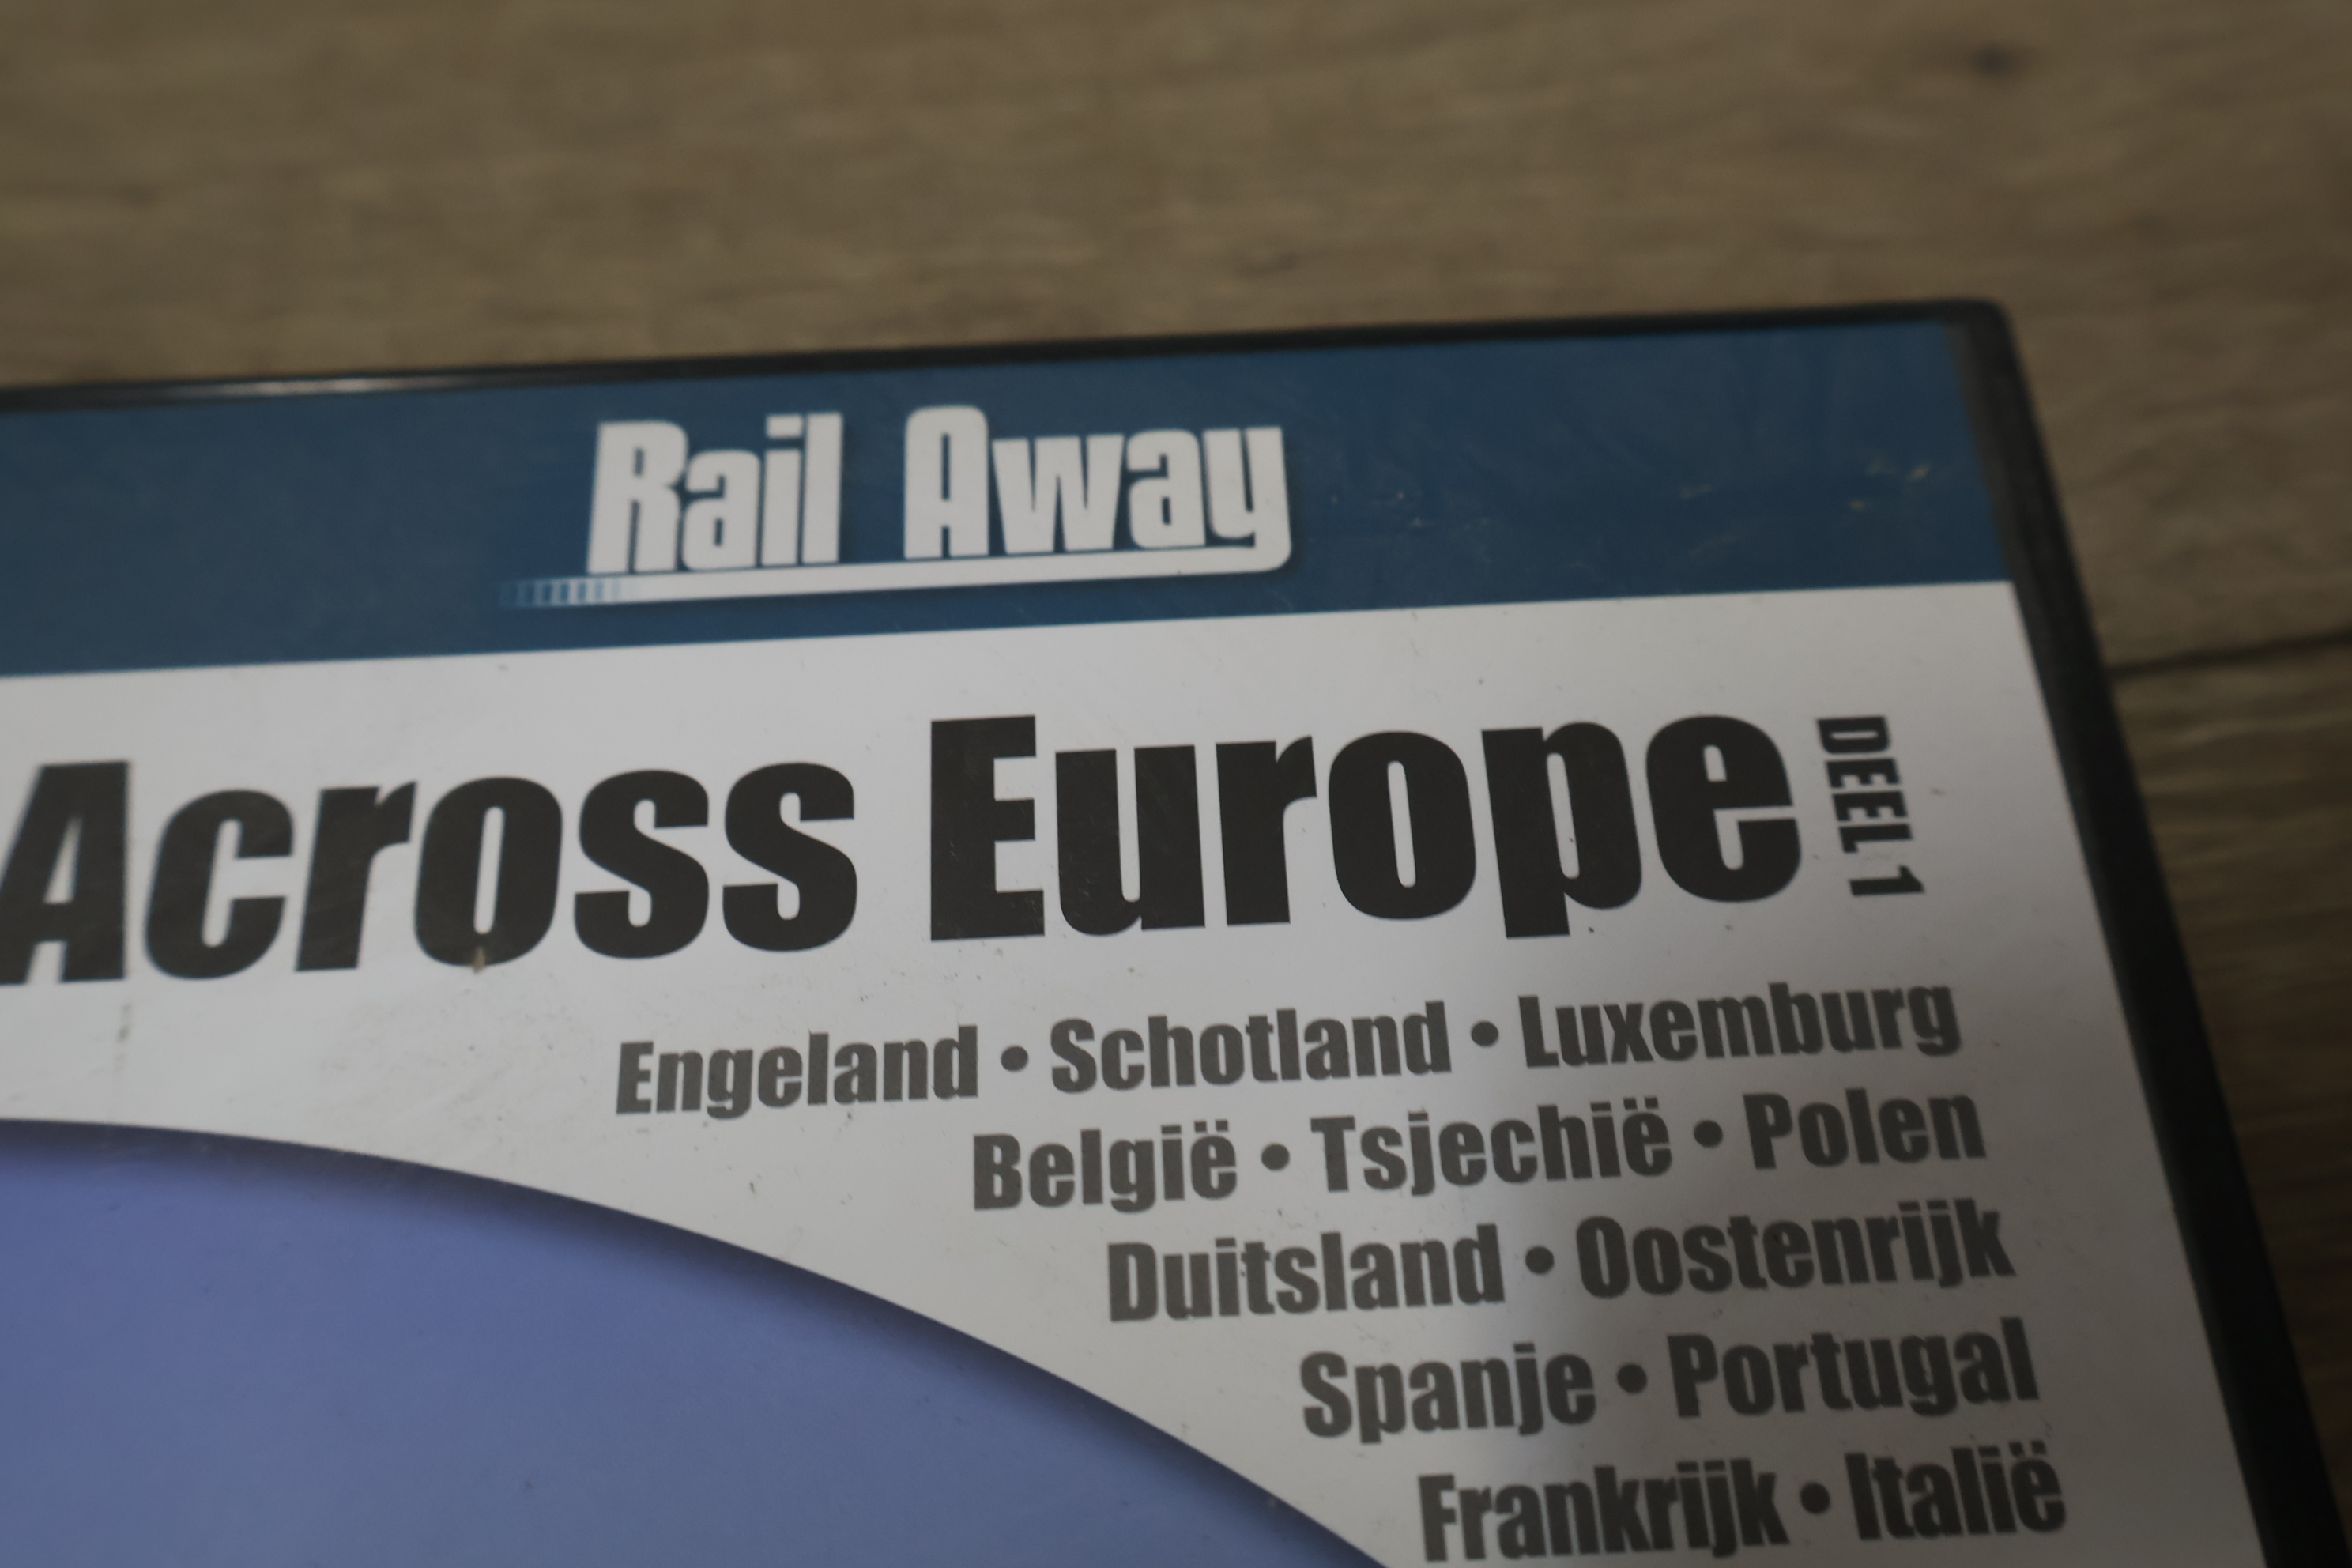 Rail Away
Across Europe
DEEL 1
Engeland • Schotland • Luxemburg
België • Tsjechië • Polen
Duitsland • Oostenrijk
Spanje • Portugal
Frankrijk • Italië